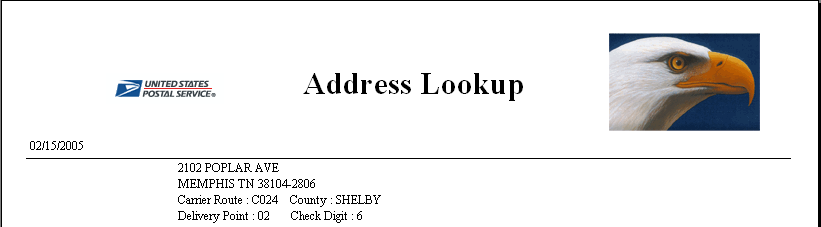 UNITED STATES
POSTAL SERVICE®
Address Lookup
02/15/2005
2102 POPLAR AVE
MEMPHIS TN 38104-2806
Carrier Route : C024 County : SHELBY
Delivery Point : 02 Check Digit : 6